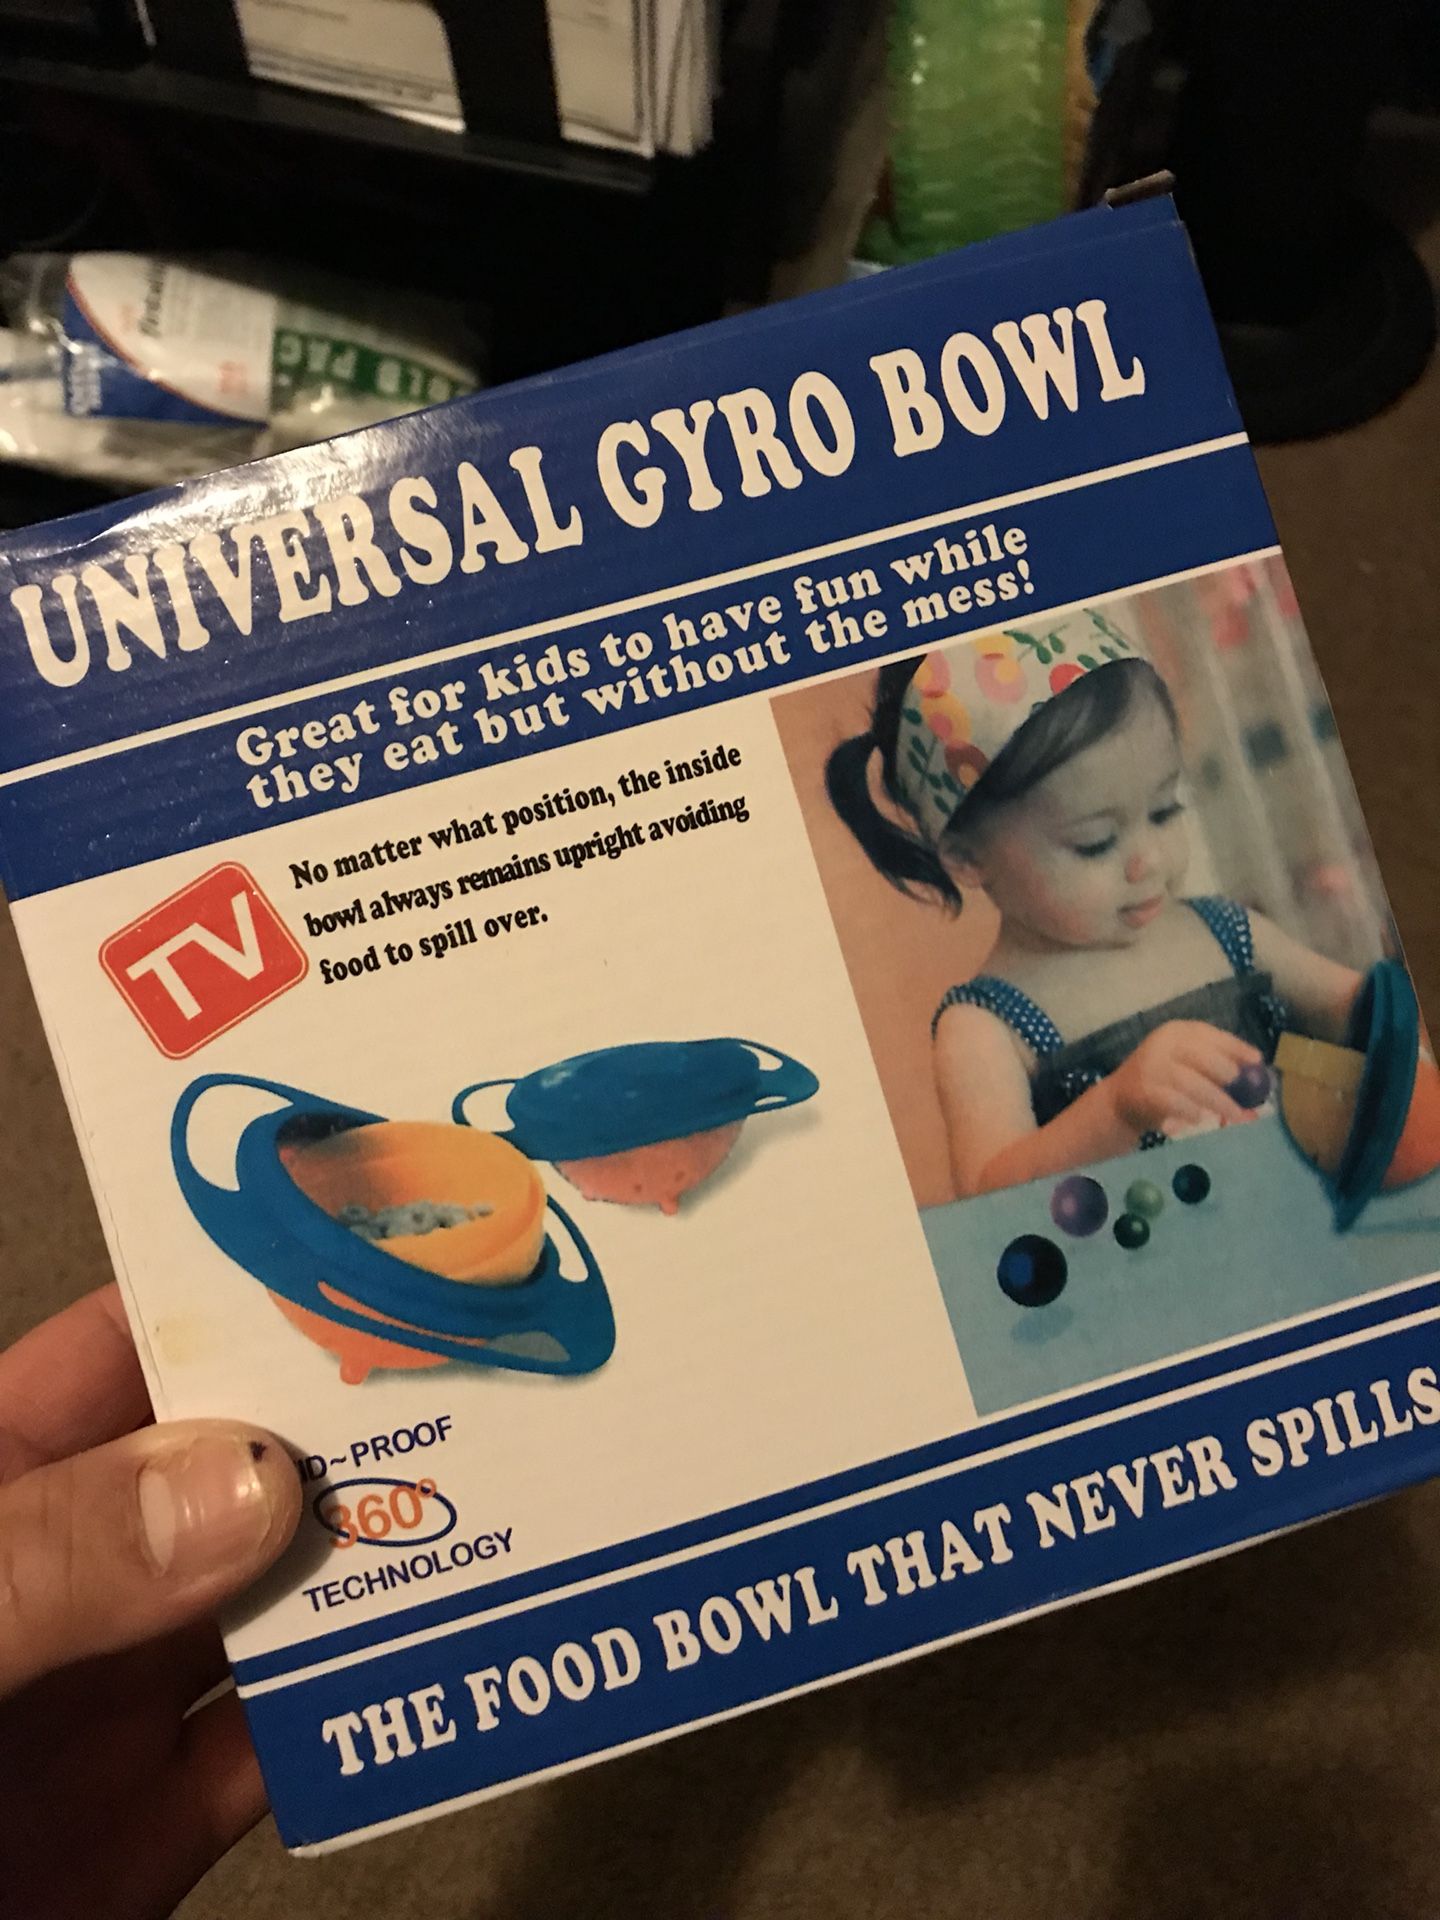 UNIVERSAL GYRO BOWL
Great for kids to have fun while
they eat but without the mess!
TV
No matter what position, the inside
bowl always remains upright avoiding
food to spill over.
ID~PROOF
360°
TECHNOLOGY
THE FOOD BOWL THAT NEVER SPILLS